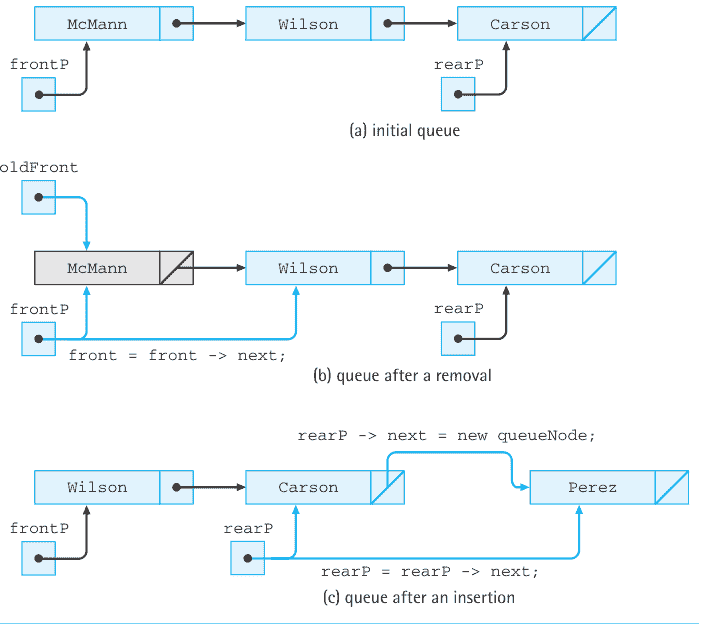 McMann Wilson Carson
frontP rearP
(a) initial queue
oldFront
McMann Wilson Carson
frontP rearP
front = front -> next;
(b) queue after a removal
rearP -> next = new queueNode;
Wilson Carson Perez
frontP rearP
rearP = rearP -> next;
(c) queue after an insertion